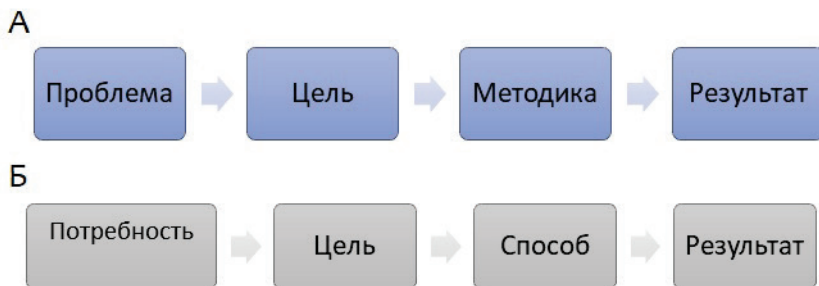 А
Проблема Цель Методика Результат
Б
Потребность Цель Способ Результат